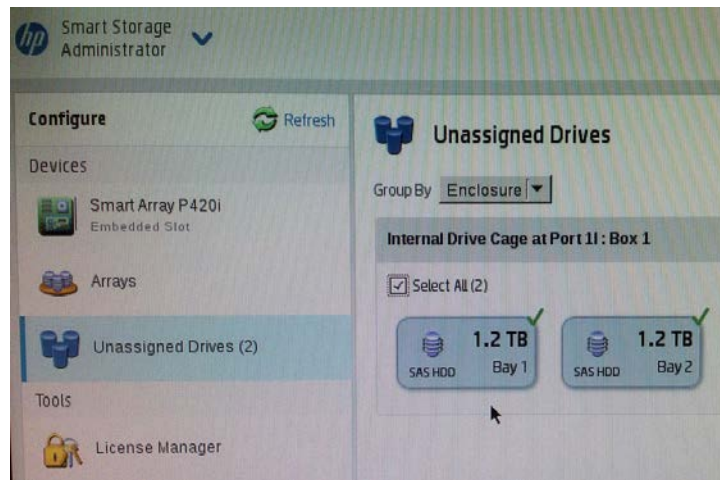 hp
Smart Storage
Administrator
Configure
Refresh
Devices
Smart Array P420i
Embedded Slot
Arrays
Unassigned Drives (2)
Tools
License Manager
Unassigned Drives
Group By Enclosure
Internal Drive Cage at Port 1I : Box 1
Select All (2)
1.2 TB
SAS HDD Bay 1
1.2 TB
SAS HDD Bay 2